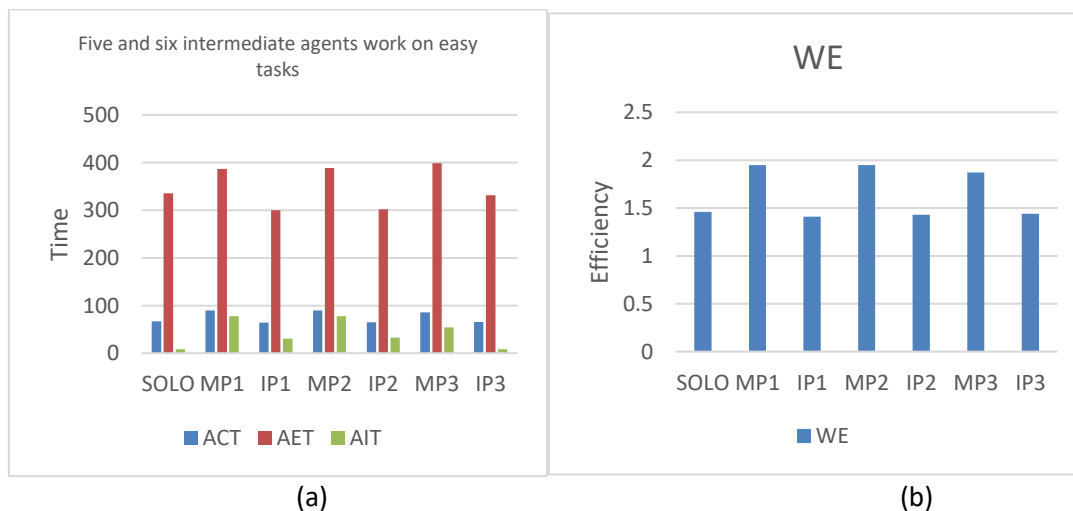 Five and six intermediate agents work on easy
tasks
500
400
300
200
100
0
Time
SOLO MP1 IP1 MP2 IP2 MP3 IP3
ACT AET AIT
(a)
WE
2.5
2
1.5
1
0.5
0
Efficiency
SOLO MP1 IP1 MP2 IP2 MP3 IP3
WE
(b)